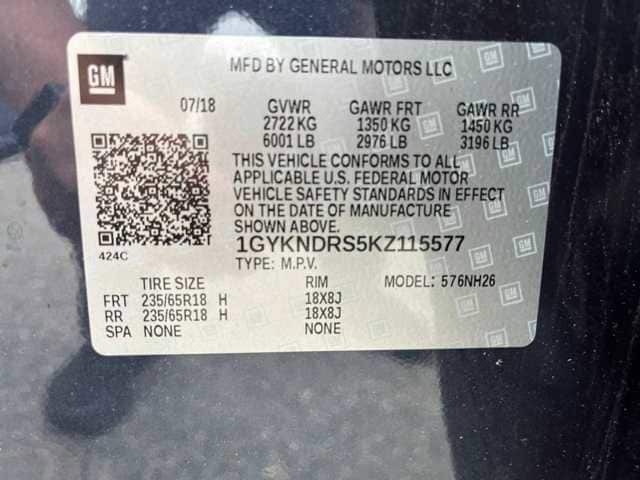 GM
MFD BY GENERAL MOTORS LLC
07/18 GVWR GAWR FRT GAWR RR
2722 KG 1350 KG 1450 KG
6001 LB 2976 LB 3196 LB
THIS VEHICLE CONFORMS TO ALL
APPLICABLE U.S. FEDERAL MOTOR
VEHICLE SAFETY STANDARDS IN EFFECT
ON THE DATE OF MANUFACTURE
SHOWN ABOVE.
424C
1GYKNDRS5KZ115577
TYPE: M.P.V. MODEL: 576NH26
TIRE SIZE RIM
FRT 235/65R18 H 18X8J
RR 235/65R18 H 18X8J
SPA NONE NONE